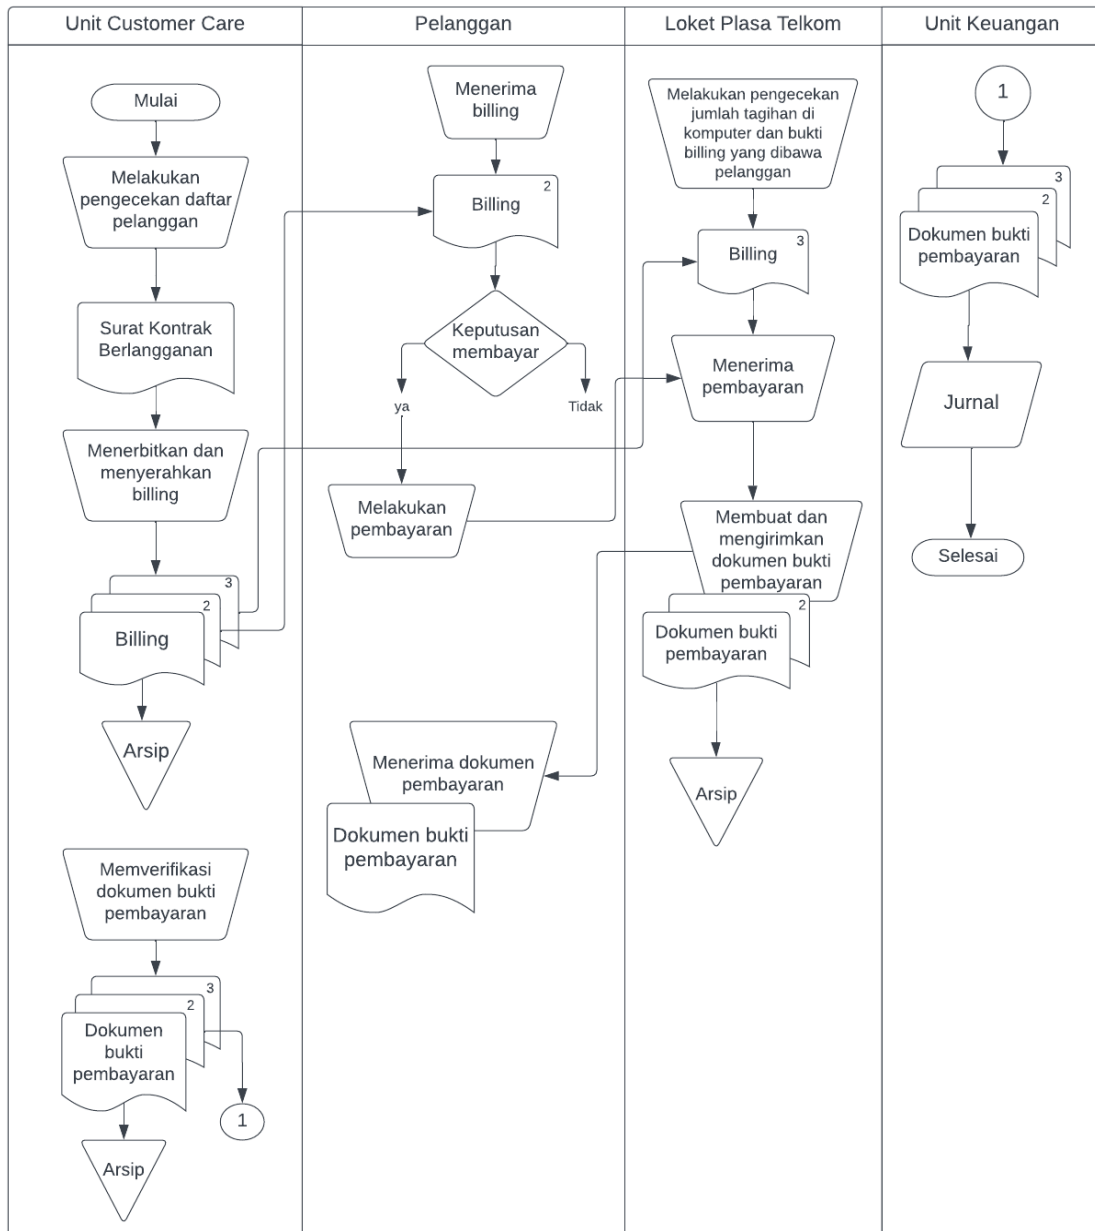 Unit Customer Care
Pelanggan
Loket Plasa Telkom
Unit Keuangan
Mulai
Melakukan
pengecekan daftar
pelanggan
Surat Kontrak
Berlangganan
Menerbitkan dan
menyerahkan
billing
3
2
Billing
Arsip
Memverifikasi
dokumen bukti
pembayaran
3
2
Dokumen
bukti
pembayaran
1
Arsip
Menerima
billing
2
Billing
Keputusan
membayar
ya
Tidak
Melakukan
pembayaran
Menerima dokumen
pembayaran
Dokumen bukti
pembayaran
Melakukan pengecekan
jumlah tagihan di
komputer dan bukti
billing yang dibawa
pelanggan
3
Billing
Menerima
pembayaran
Membuat dan
mengirimkan
dokumen bukti
pembayaran
2
Dokumen bukti
pembayaran
Arsip
1
3
2
Dokumen bukti
pembayaran
Jurnal
Selesai